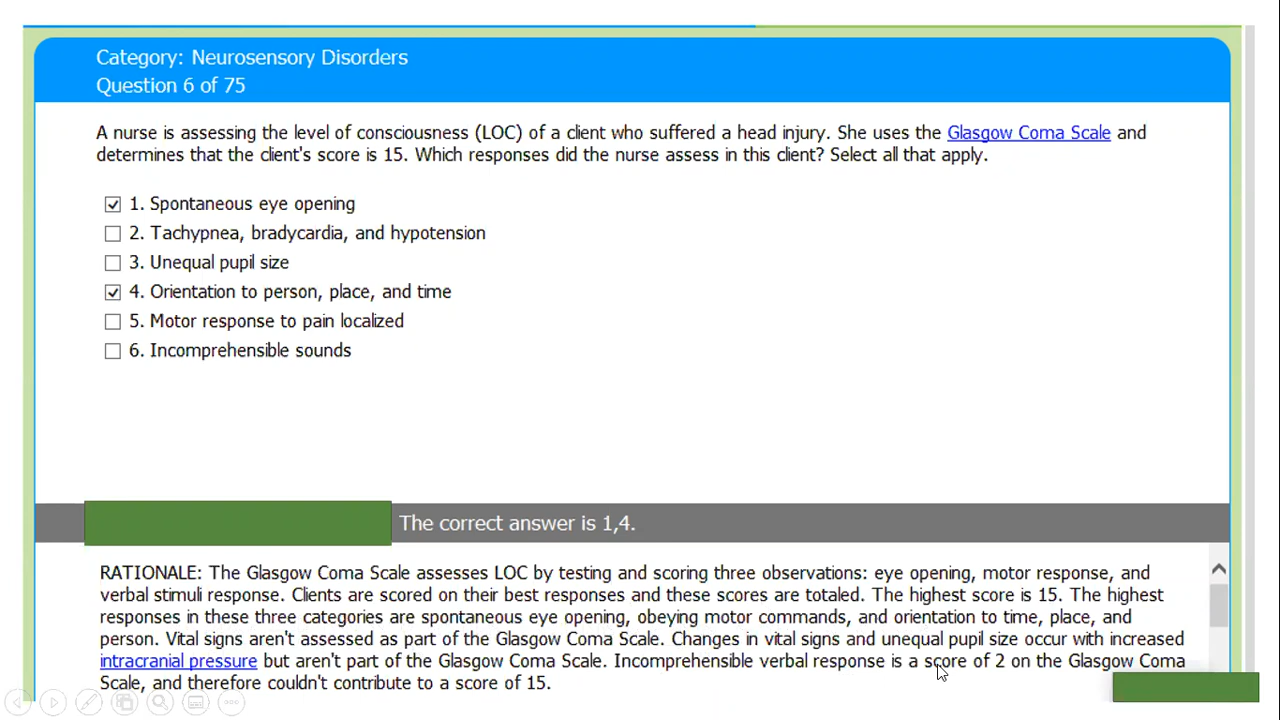 Category: Neurosensory Disorders
Question 6 of 75
A nurse is assessing the level of consciousness (LOC) of a client who suffered a head injury. She uses the Glasgow Coma Scale and
determines that the client's score is 15. Which responses did the nurse assess in this client? Select all that apply.
1. Spontaneous eye opening
2. Tachypnea, bradycardia, and hypotension
3. Unequal pupil size
4. Orientation to person, place, and time
5. Motor response to pain localized
6. Incomprehensible sounds
The correct answer is 1,4.
RATIONALE: The Glasgow Coma Scale assesses LOC by testing and scoring three observations: eye opening, motor response, and
verbal stimuli response. Clients are scored on their best responses and these scores are totaled. The highest score is 15. The highest
responses in these three categories are spontaneous eye opening, obeying motor commands, and orientation to time, place, and
person. Vital signs aren't assessed as part of the Glasgow Coma Scale. Changes in vital signs and unequal pupil size occur with increased
intracranial pressure but aren't part of the Glasgow Coma Scale. Incomprehensible verbal response is a score of 2 on the Glasgow Coma
Scale, and therefore couldn't contribute to a score of 15.